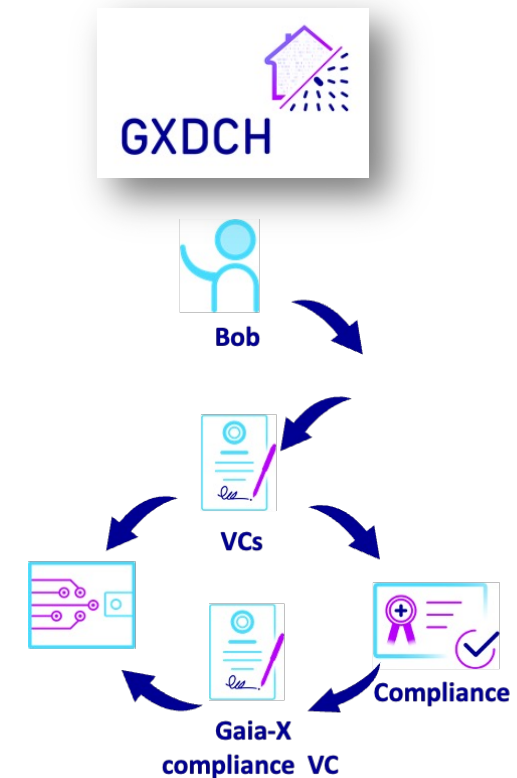 GXDCH
Bob
VCs
Compliance
Gaia-X
compliance VC